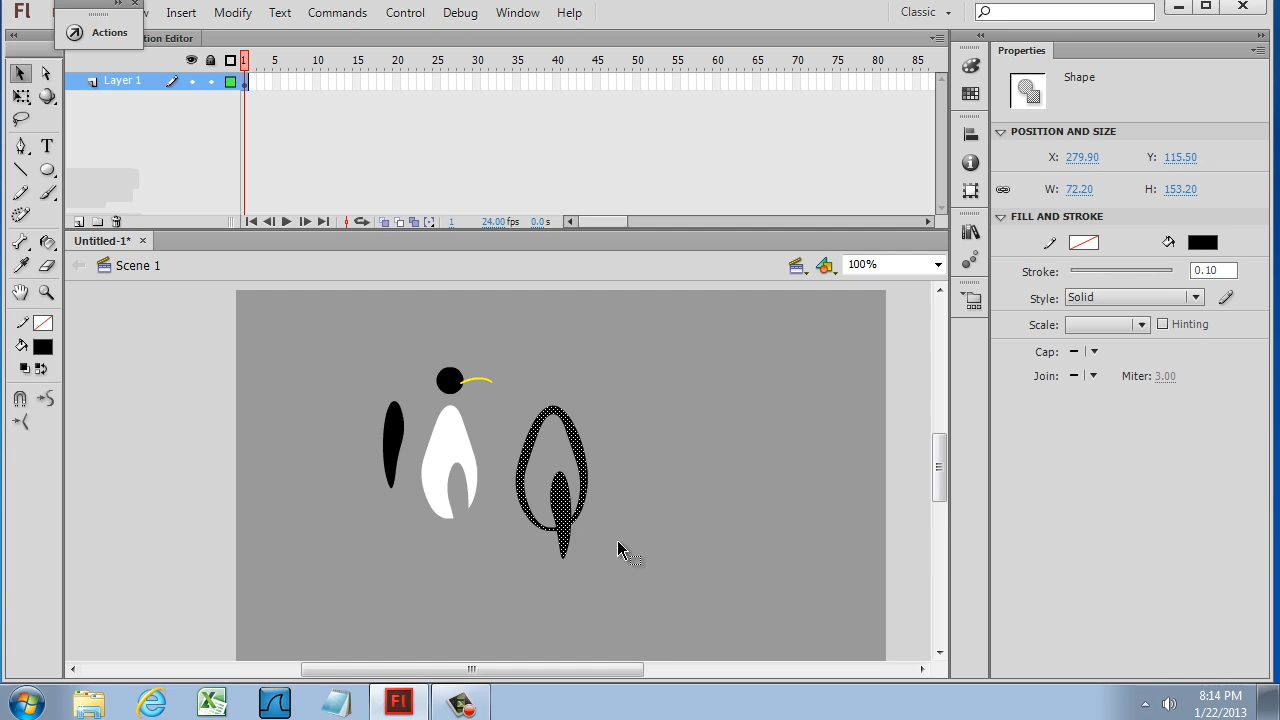 Fl
Insert Modify Text Commands Control Debug Window Help
Classic
Actions
tion Editor
1 5 10 15 20 25 30 35 40 45 50 55 60 65 70 75 80 85
Layer 1
1 24.00 fps 0.0 s
Untitled-1*
Scene 1
100%
Properties
Shape
POSITION AND SIZE
X: 279.90 Y: 115.50
W: 72.20 H: 153.20
FILL AND STROKE
Stroke: 0.10
Style: Solid
Scale: Hinting
Cap:
Join: Miter: 3.00
Fl
8:14 PM
1/22/2013